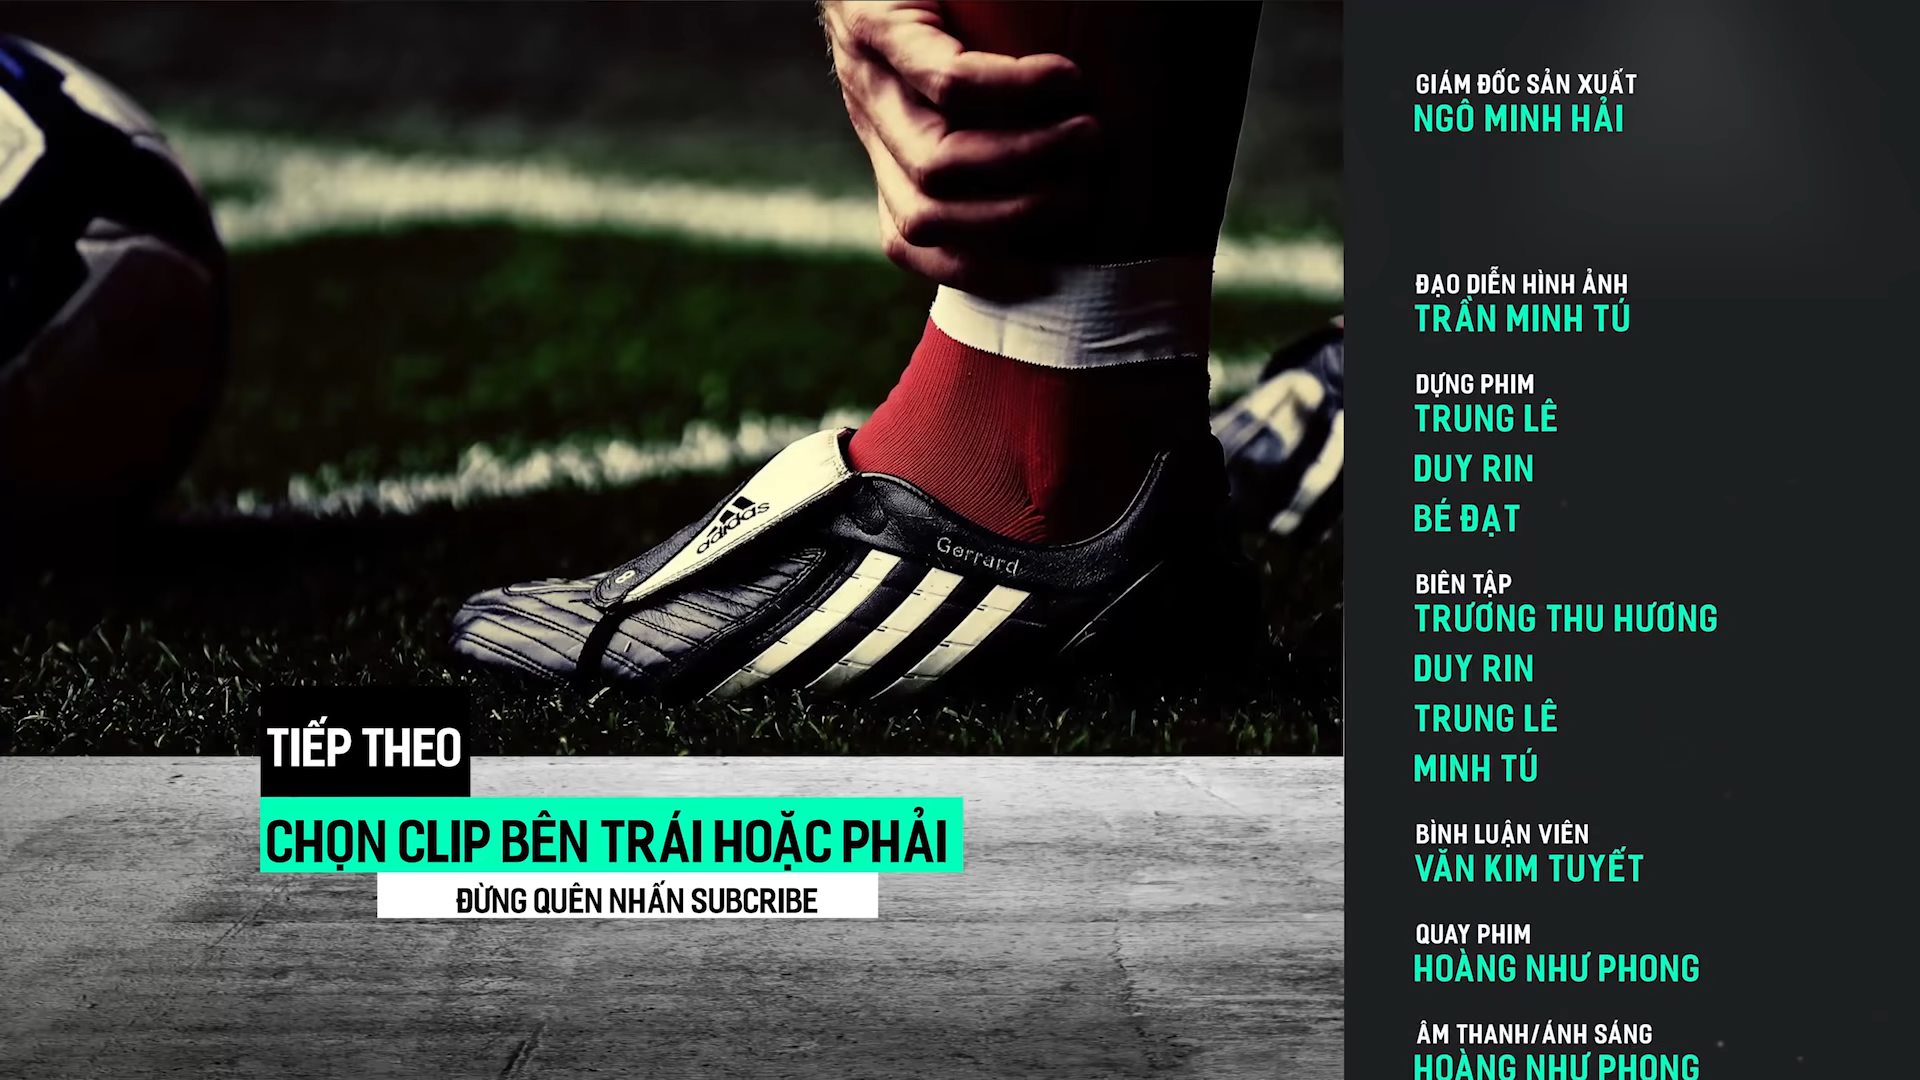 adidas
8
Gerrard
TIẾP THEO
CHỌN CLIP BÊN TRÁI HOẶC PHẢI
ĐỪNG QUÊN NHẤN SUBCRIBE
GIÁM ĐỐC SẢN XUẤT
NGÔ MINH HẢI
ĐẠO DIỄN HÌNH ẢNH
TRẦN MINH TÚ
DỰNG PHIM
TRUNG LÊ
DUY RIN
BÉ ĐẠT
BIÊN TẬP
TRƯƠNG THU HƯƠNG
DUY RIN
TRUNG LÊ
MINH TÚ
BÌNH LUẬN VIÊN
VĂN KIM TUYẾT
QUAY PHIM
HOÀNG NHƯ PHONG
ÂM THANH/ÁNH SÁNG
HOÀNG NHƯ PHONG